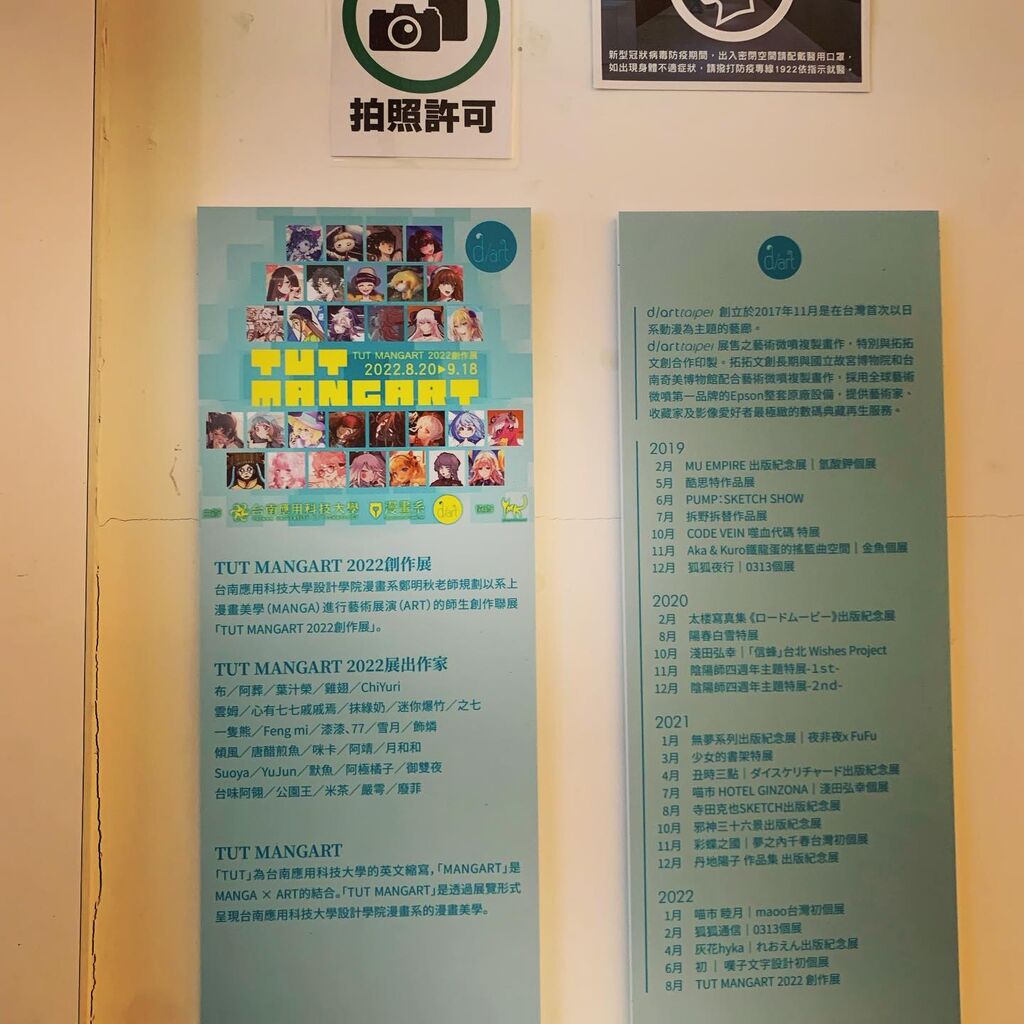 拍照許可
新型冠狀病毒防疫期間，出入密閉空間請配戴醫用口罩，
如出現身體不適症狀，請撥打防疫專線1922依指示就醫。
d/art
TUT
MANGART
TUT MANGART 2022創作展
2022.8.20▶9.18
台南應用科技大學
漫畫系
d/art
TUT MANGART 2022創作展
台南應用科技大學設計學院漫畫系鄭明秋老師規劃以系上
漫畫美學（MANGA）進行藝術展演（ART）的師生創作聯展
「TUT MANGART 2022創作展」。
TUT MANGART 2022展出作家
布／阿葬／葉汁榮／雞翅／ChiYuri
雲姆／心有七七戚戚焉／抹綠奶／迷你爆竹／之七
一隻熊／Feng mi／漆漆、77／雪月／飾燐
傾風／唐醋煎魚／咪卡／阿靖／月和和
Suoya／YuJun／默魚／阿極橘子／御雙夜
台味阿翎／公園王／米茶／嚴雩／廢菲
TUT MANGART
「TUT」為台南應用科技大學的英文縮寫，「MANGART」是
MANGA × ART的結合。「TUT MANGART」是透過展覽形式
呈現台南應用科技大學設計學院漫畫系的漫畫美學。
d/art
d/art taipei 創立於2017年11月是在台灣首次以日
系動漫為主題的藝廊。
d/art taipei 展售之藝術微噴複製畫作，特別與拓拓
文創合作印製。拓拓文創長期與國立故宮博物院和台
南奇美博物館配合藝術微噴複製畫作，採用全球藝術
微噴第一品牌的Epson整套原廠設備，提供藝術家、
收藏家及影像愛好者最極緻的數碼典藏再生服務。
2019
2月 MU EMPIRE 出版紀念展｜氫酸鉀個展
5月 酷思特作品展
6月 PUMP：SKETCH SHOW
7月 拆野拆替作品展
10月 CODE VEIN 噬血代碼 特展
11月 Aka & Kuro鐵龍蛋的搖籃曲空間｜金魚個展
12月 狐狐夜行｜0313個展
2020
2月 太楼寫真集《ロードムービー》出版紀念展
8月 陽春白雪特展
10月 淺田弘幸｜「信蜂」台北 Wishes Project
11月 陰陽師四週年主題特展-1st-
12月 陰陽師四週年主題特展-2nd-
2021
1月 無夢系列出版紀念展｜夜非夜x FuFu
3月 少女的書架特展
4月 丑時三點｜ダイスケリチャード出版紀念展
7月 喵市 HOTEL GINZONA｜淺田弘幸個展
8月 寺田克也SKETCH出版紀念展
10月 邪神三十六景出版紀念展
11月 彩蝶之國｜夢之內千春台灣初個展
12月 丹地陽子 作品集 出版紀念展
2022
1月 喵市 睦月｜maoo台灣初個展
2月 狐狐通信｜0313個展
4月 灰花hyka｜れおえん出版紀念展
6月 初｜嘆子文字設計初個展
8月 TUT MANGART 2022 創作展